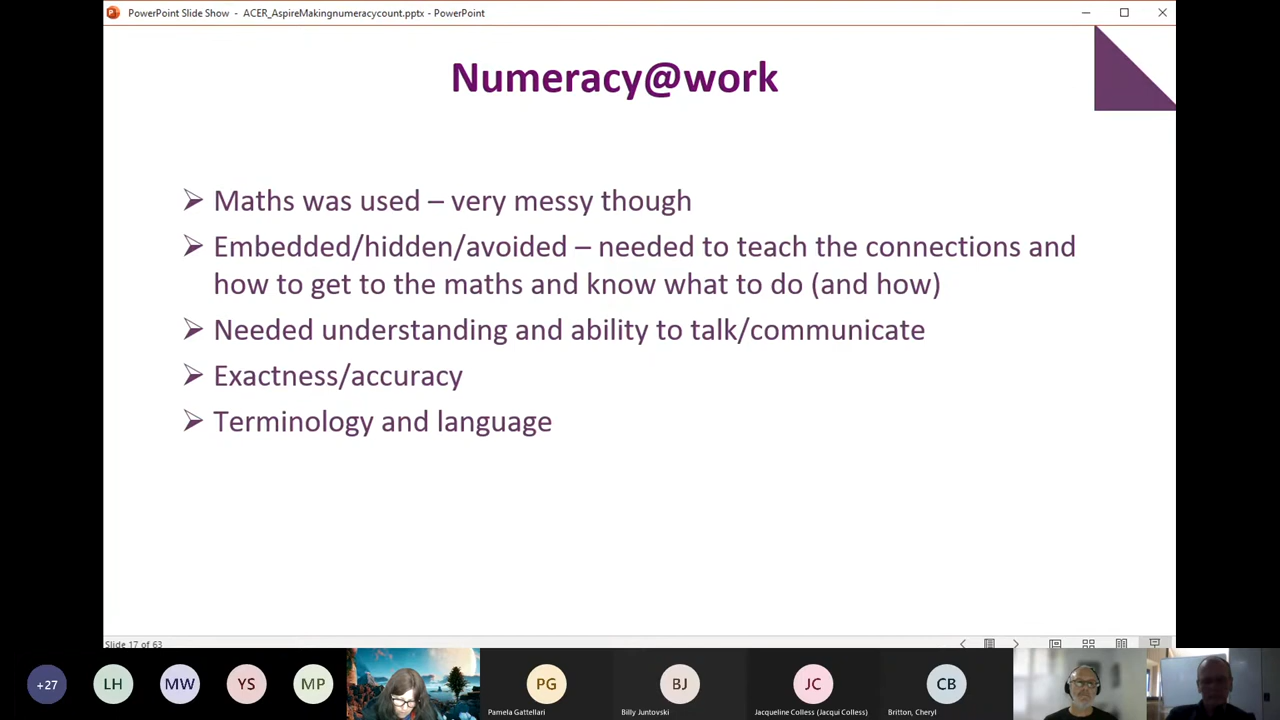 PowerPoint Slide Show - ACER_AspireMakingnumeracycount.pptx - PowerPoint
Numeracy@work
Maths was used – very messy though
Embedded/hidden/avoided – needed to teach the connections and
how to get to the maths and know what to do (and how)
Needed understanding and ability to talk/communicate
Exactness/accuracy
Terminology and language
Slide 17 of 63
+27
LH
MW
YS
MP
PG
Pamela Gattellari
BJ
Billy Juntovski
JC
Jacqueline Colless (Jacqui Colless)
CB
Britton, Cheryl